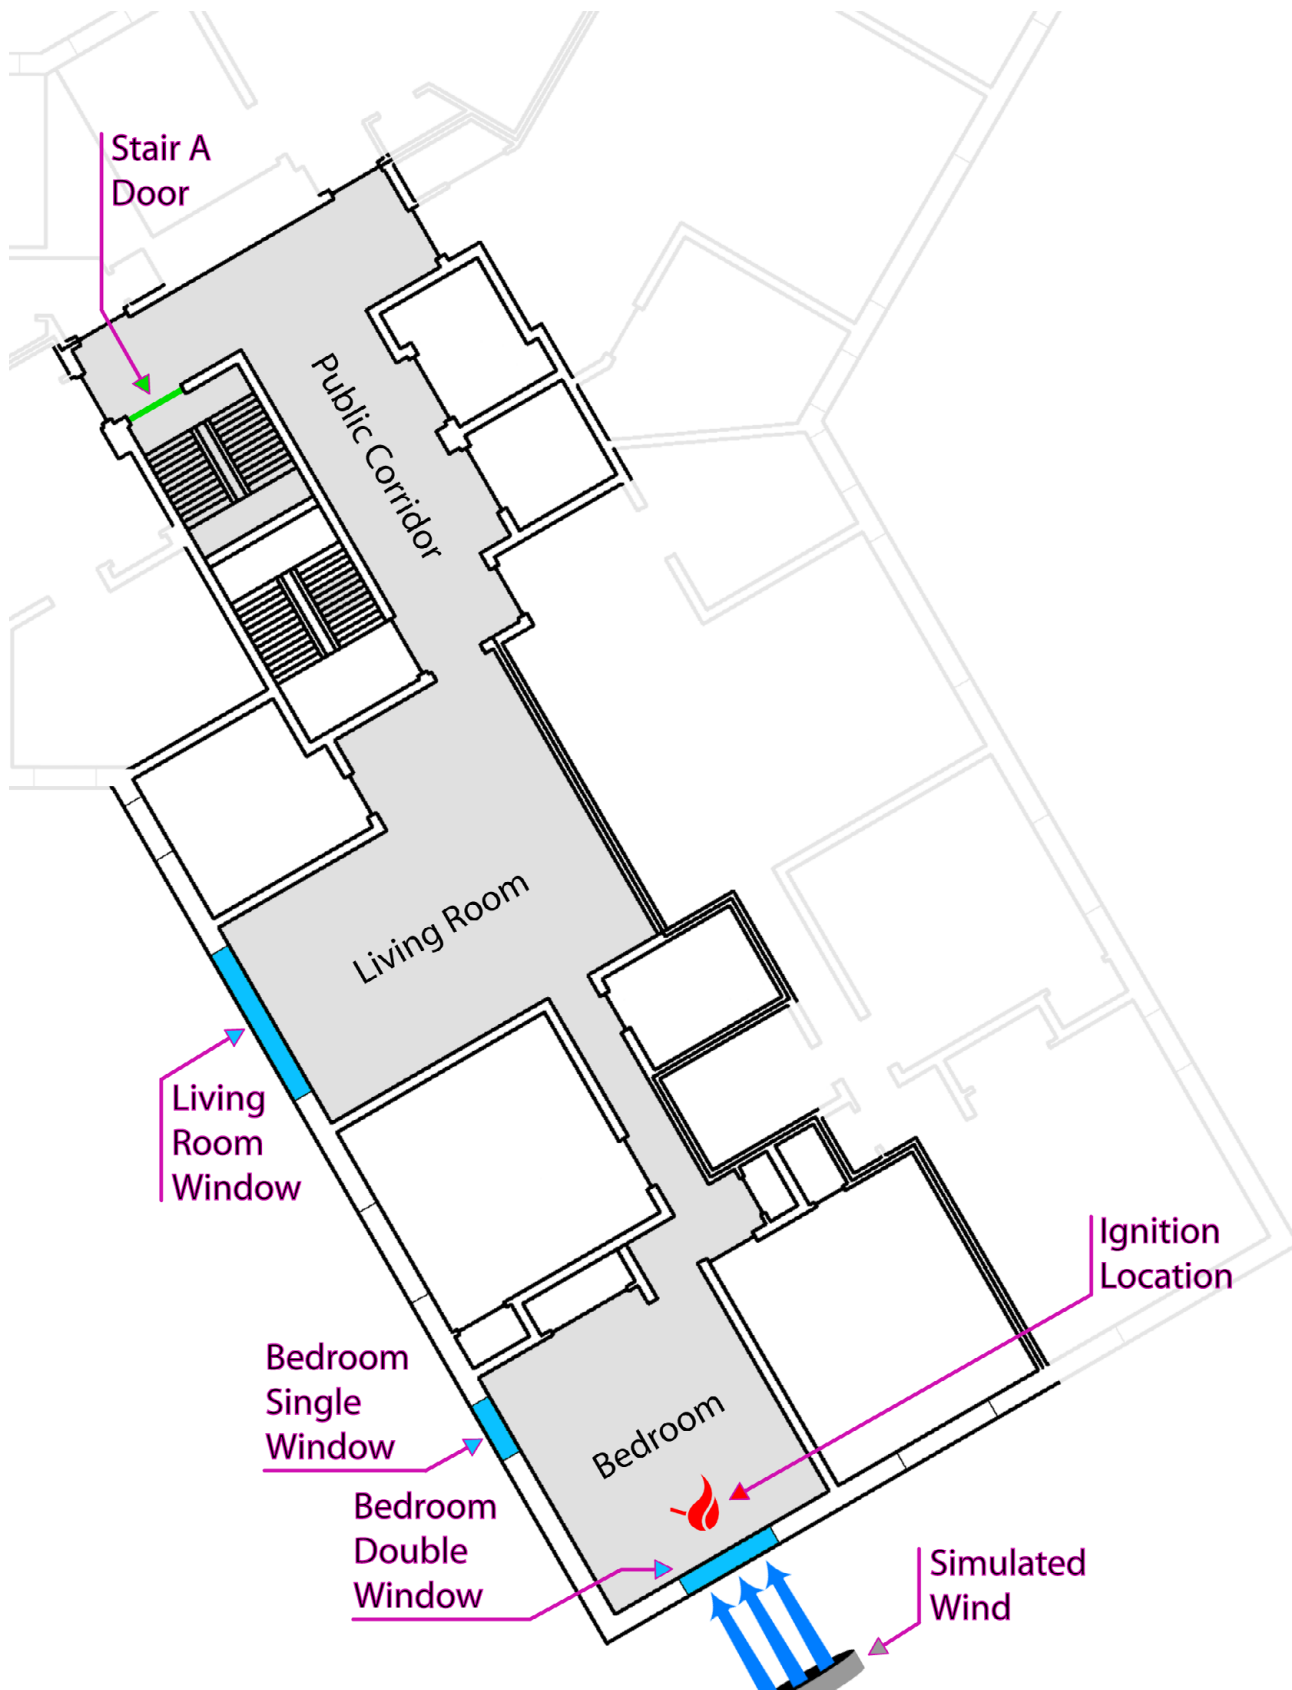 Stair A
Door
Public Corridor
Living Room
Living
Room
Window
Ignition
Location
Bedroom
Single
Window
Bedroom
Bedroom
Double
Window
Simulated
Wind